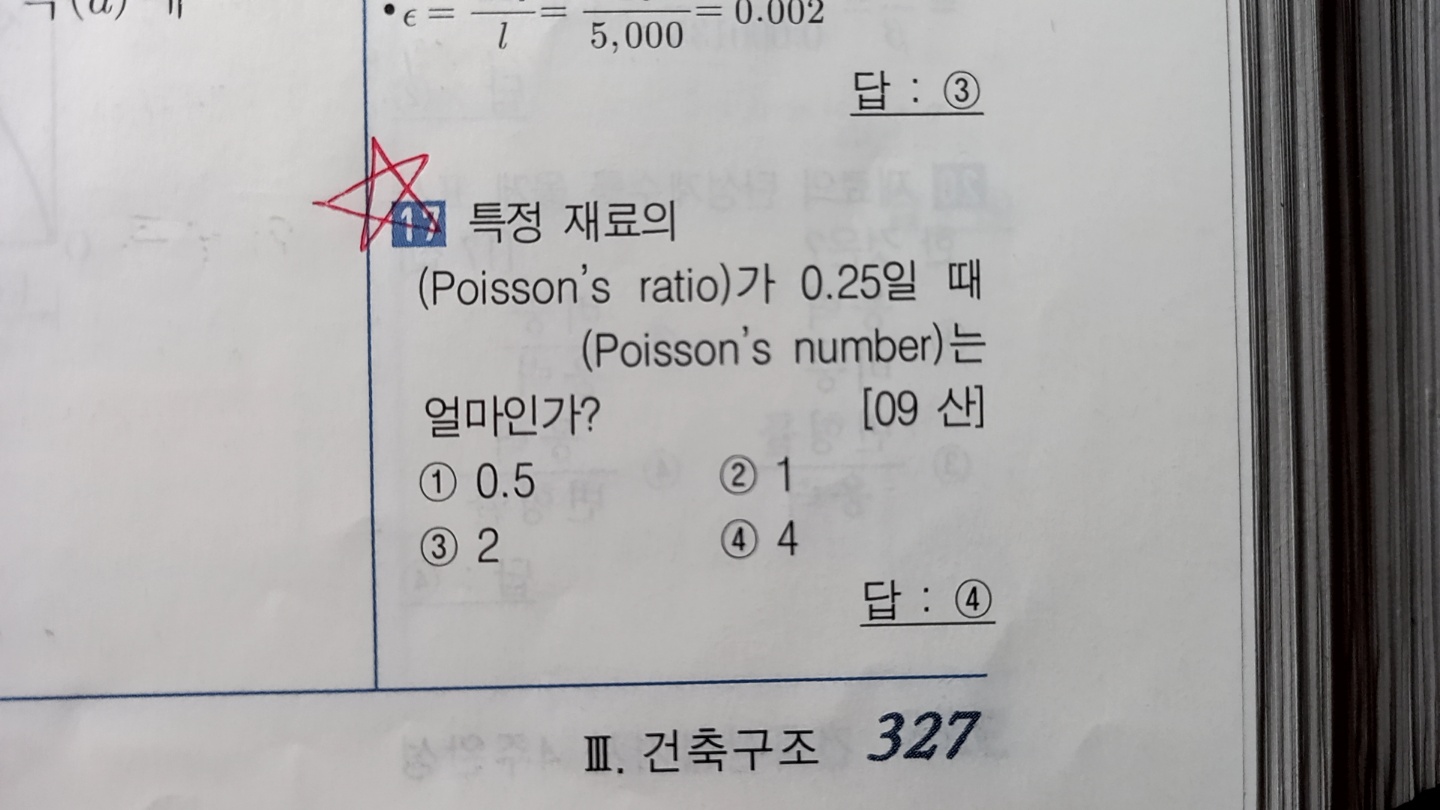 • ϵ = ─ = ─ = 0.002
l 5,000
답 : ③
17 특정 재료의
(Poisson's ratio)가 0.25일 때
(Poisson's number)는
얼마인가? [09 산]
① 0.5 ② 1
③ 2 ④ 4
답 : ④
Ⅲ. 건축구조 327